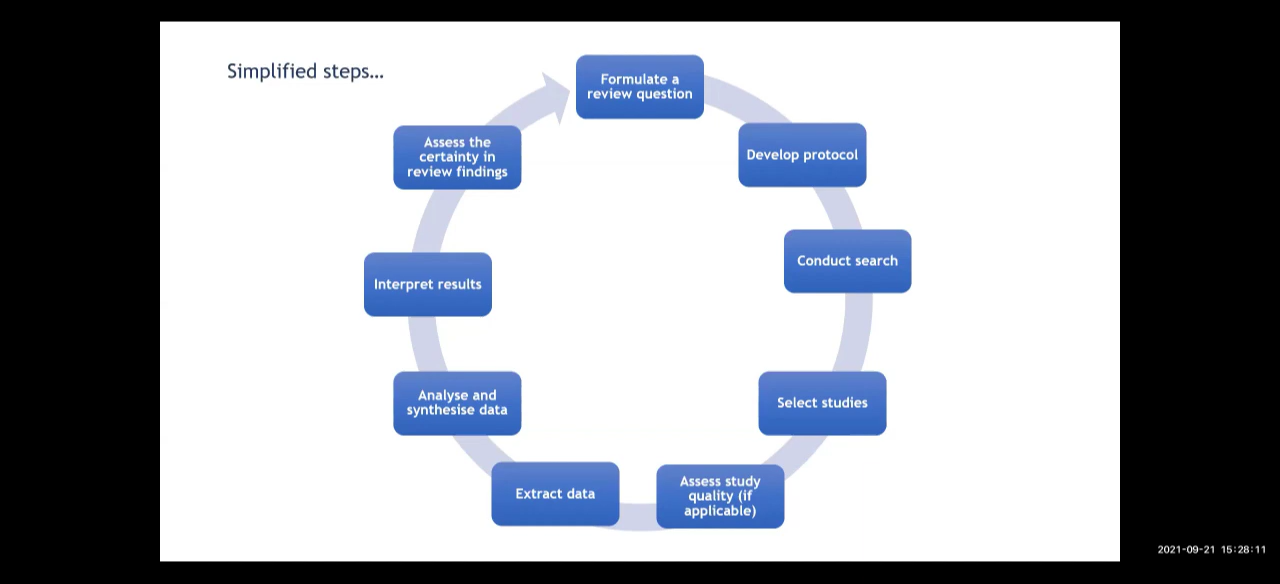 Simplified steps...
Formulate a
review question
Develop protocol
Conduct search
Select studies
Assess study
quality (if
applicable)
Extract data
Analyse and
synthesise data
Interpret results
Assess the
certainty in
review findings
2021-09-21 15:28:11